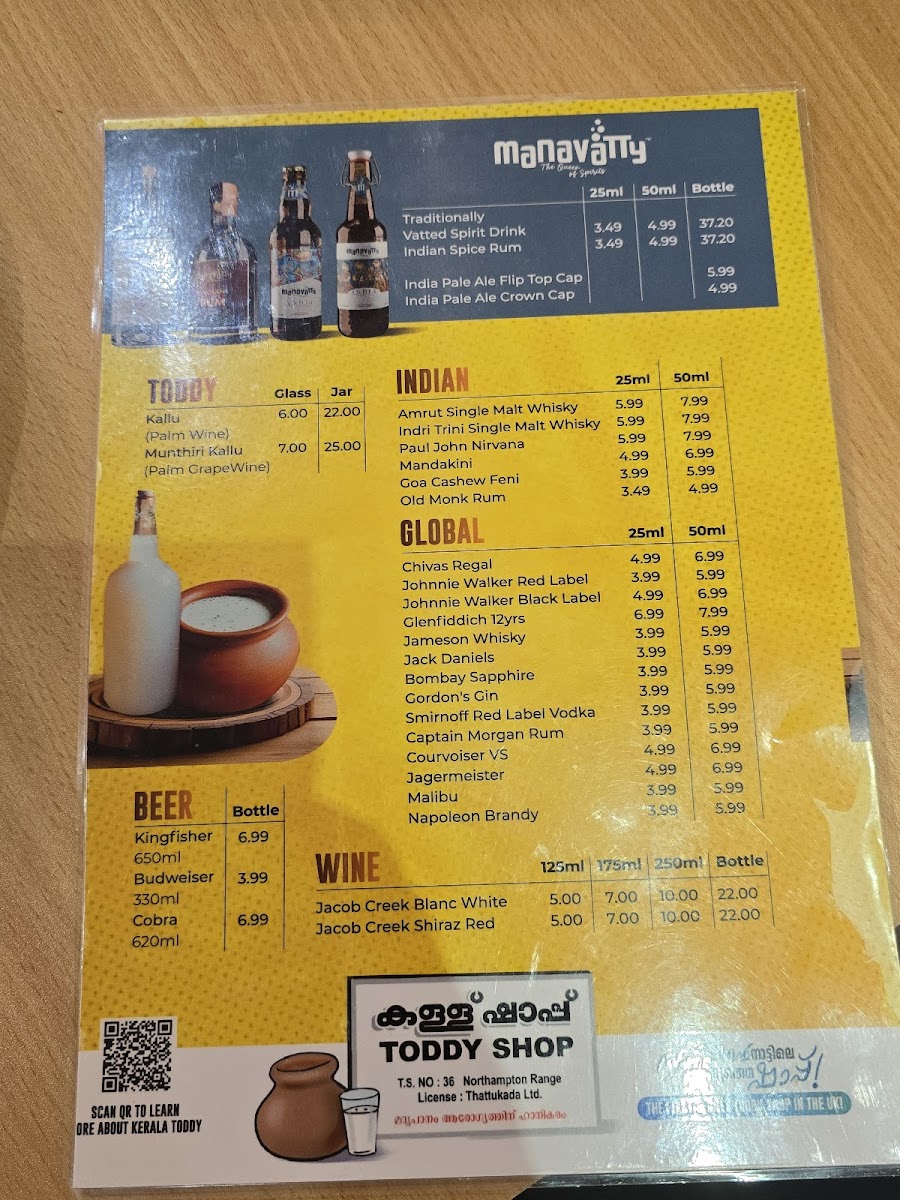 manavatty™
The Queen of Spirits
25ml 50ml Bottle
Traditionally
Vatted Spirit Drink 3.49 4.99 37.20
Indian Spice Rum 3.49 4.99 37.20
India Pale Ale Flip Top Cap 5.99
India Pale Ale Crown Cap 4.99
manavatty
manavatty
TODDY Glass Jar
Kallu 6.00 22.00
(Palm Wine)
Munthiri Kallu 7.00 25.00
(Palm GrapeWine)
INDIAN 25ml 50ml
Amrut Single Malt Whisky 5.99 7.99
Indri Trini Single Malt Whisky 5.99 7.99
Paul John Nirvana 5.99 7.99
Mandakini 4.99 6.99
Goa Cashew Feni 3.99 5.99
Old Monk Rum 3.49 4.99
GLOBAL 25ml 50ml
Chivas Regal 4.99 6.99
Johnnie Walker Red Label 3.99 5.99
Johnnie Walker Black Label 4.99 6.99
Glenfiddich 12yrs 6.99 7.99
Jameson Whisky 3.99 5.99
Jack Daniels 3.99 5.99
Bombay Sapphire 3.99 5.99
Gordon's Gin 3.99 5.99
Smirnoff Red Label Vodka 3.99 5.99
Captain Morgan Rum 3.99 5.99
Courvoiser VS 4.99 6.99
Jagermeister 4.99 6.99
Malibu 3.99 5.99
Napoleon Brandy 3.99 5.99
BEER Bottle
Kingfisher 6.99
650ml
Budweiser 3.99
330ml
Cobra 6.99
620ml
WINE 125ml 175ml 250ml Bottle
Jacob Creek Blanc White 5.00 7.00 10.00 22.00
Jacob Creek Shiraz Red 5.00 7.00 10.00 22.00
കള്ള് ഷാപ്പ്
TODDY SHOP
T.S. NO : 36 Northampton Range
License : Thattukada Ltd.
മദ്യപാനം ആരോഗ്യത്തിന് ഹാനികരം
SCAN QR TO LEARN
ORE ABOUT KERALA TODDY
ഷാപ്പ്!
SHOP IN THE UK!